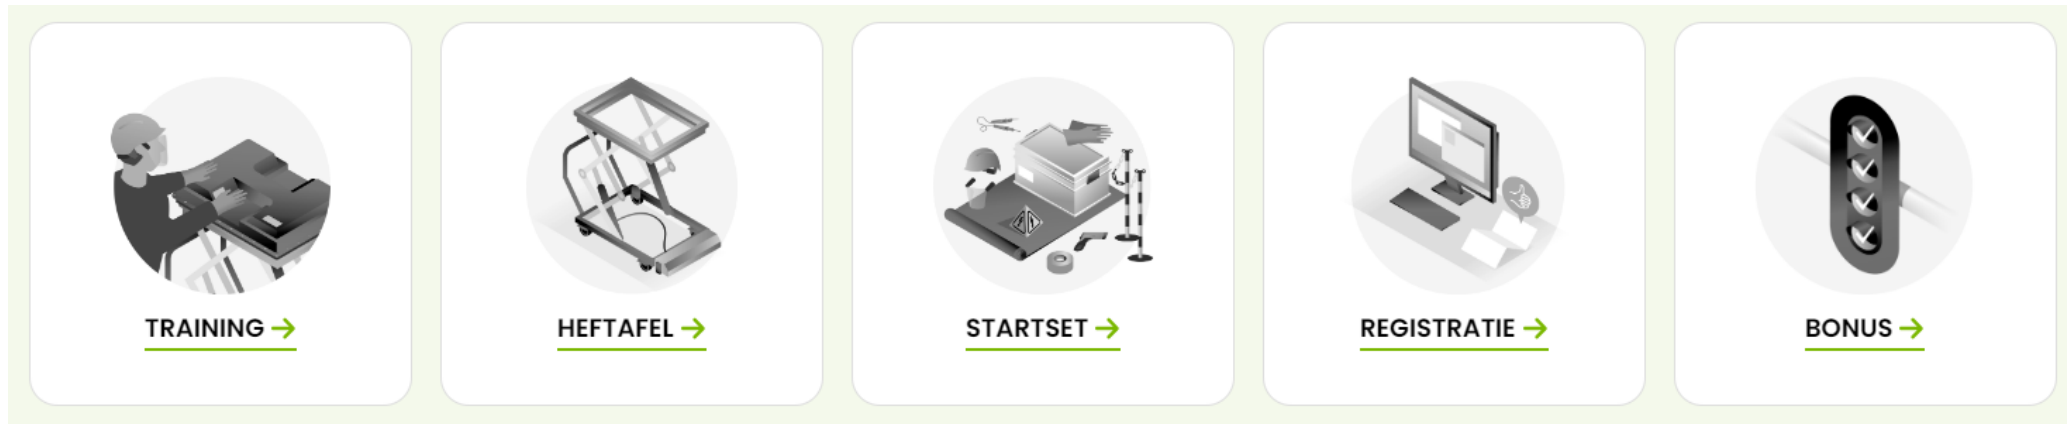 TRAINING →
HEFTAFEL →
STARTSET →
REGISTRATIE →
BONUS →